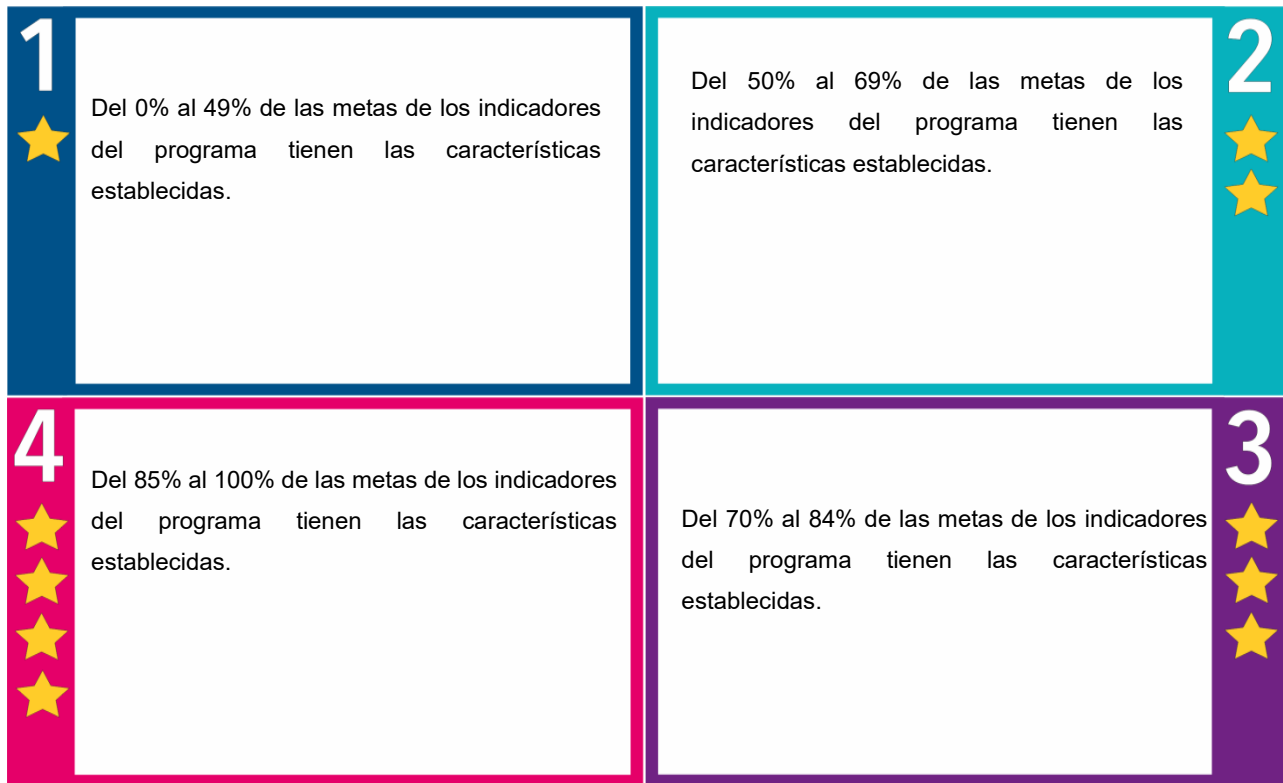 1
Del 0% al 49% de las metas de los indicadores
del programa tienen las características
establecidas.
2
Del 50% al 69% de las metas de los
indicadores del programa tienen las
características establecidas.
4
Del 85% al 100% de las metas de los indicadores
del programa tienen las características
establecidas.
3
Del 70% al 84% de las metas de los indicadores
del programa tienen las características
establecidas.